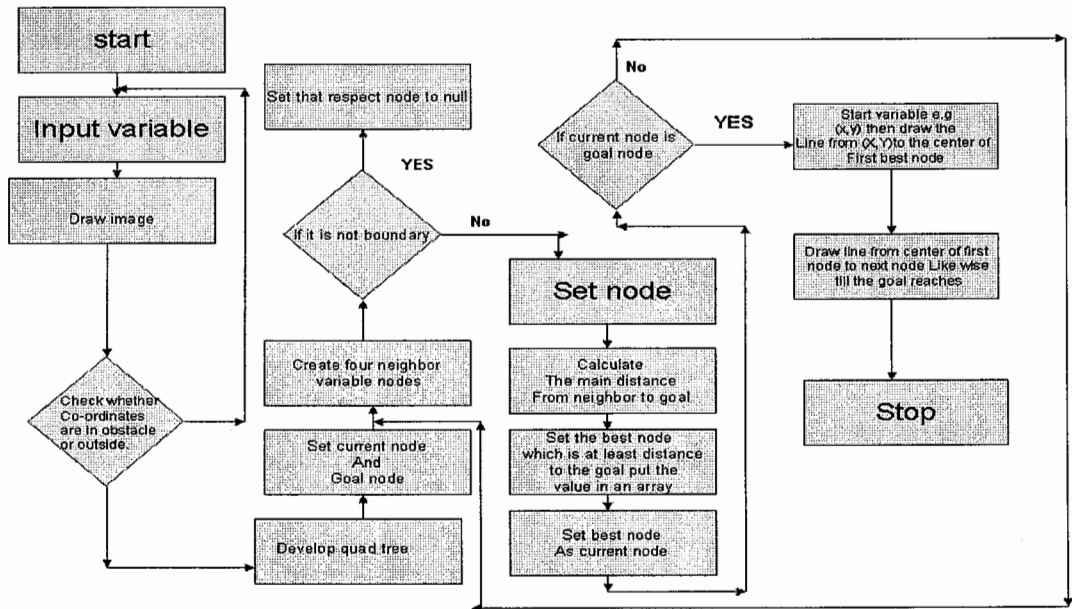 start
Input variable
Draw image
Check whether
Co-ordinates
are in obstacle
or outside.
Develop quad tree
Set current node
And
Goal node
Create four neighbor
variable nodes
If it is not boundary
YES
Set that respect node to null
No
Set node
Calculate
The main distance
From neighbor to goal
Set the best node
which is at least distance
to the goal put the
value in an array
Set best node
As current node
If current node is
goal node
No
YES
Start variable e.g
(x,y) then draw the
Line from (X,Y)to the center of
First best node
Draw line from center of first
node to next node Like wise
till the goal reaches
Stop